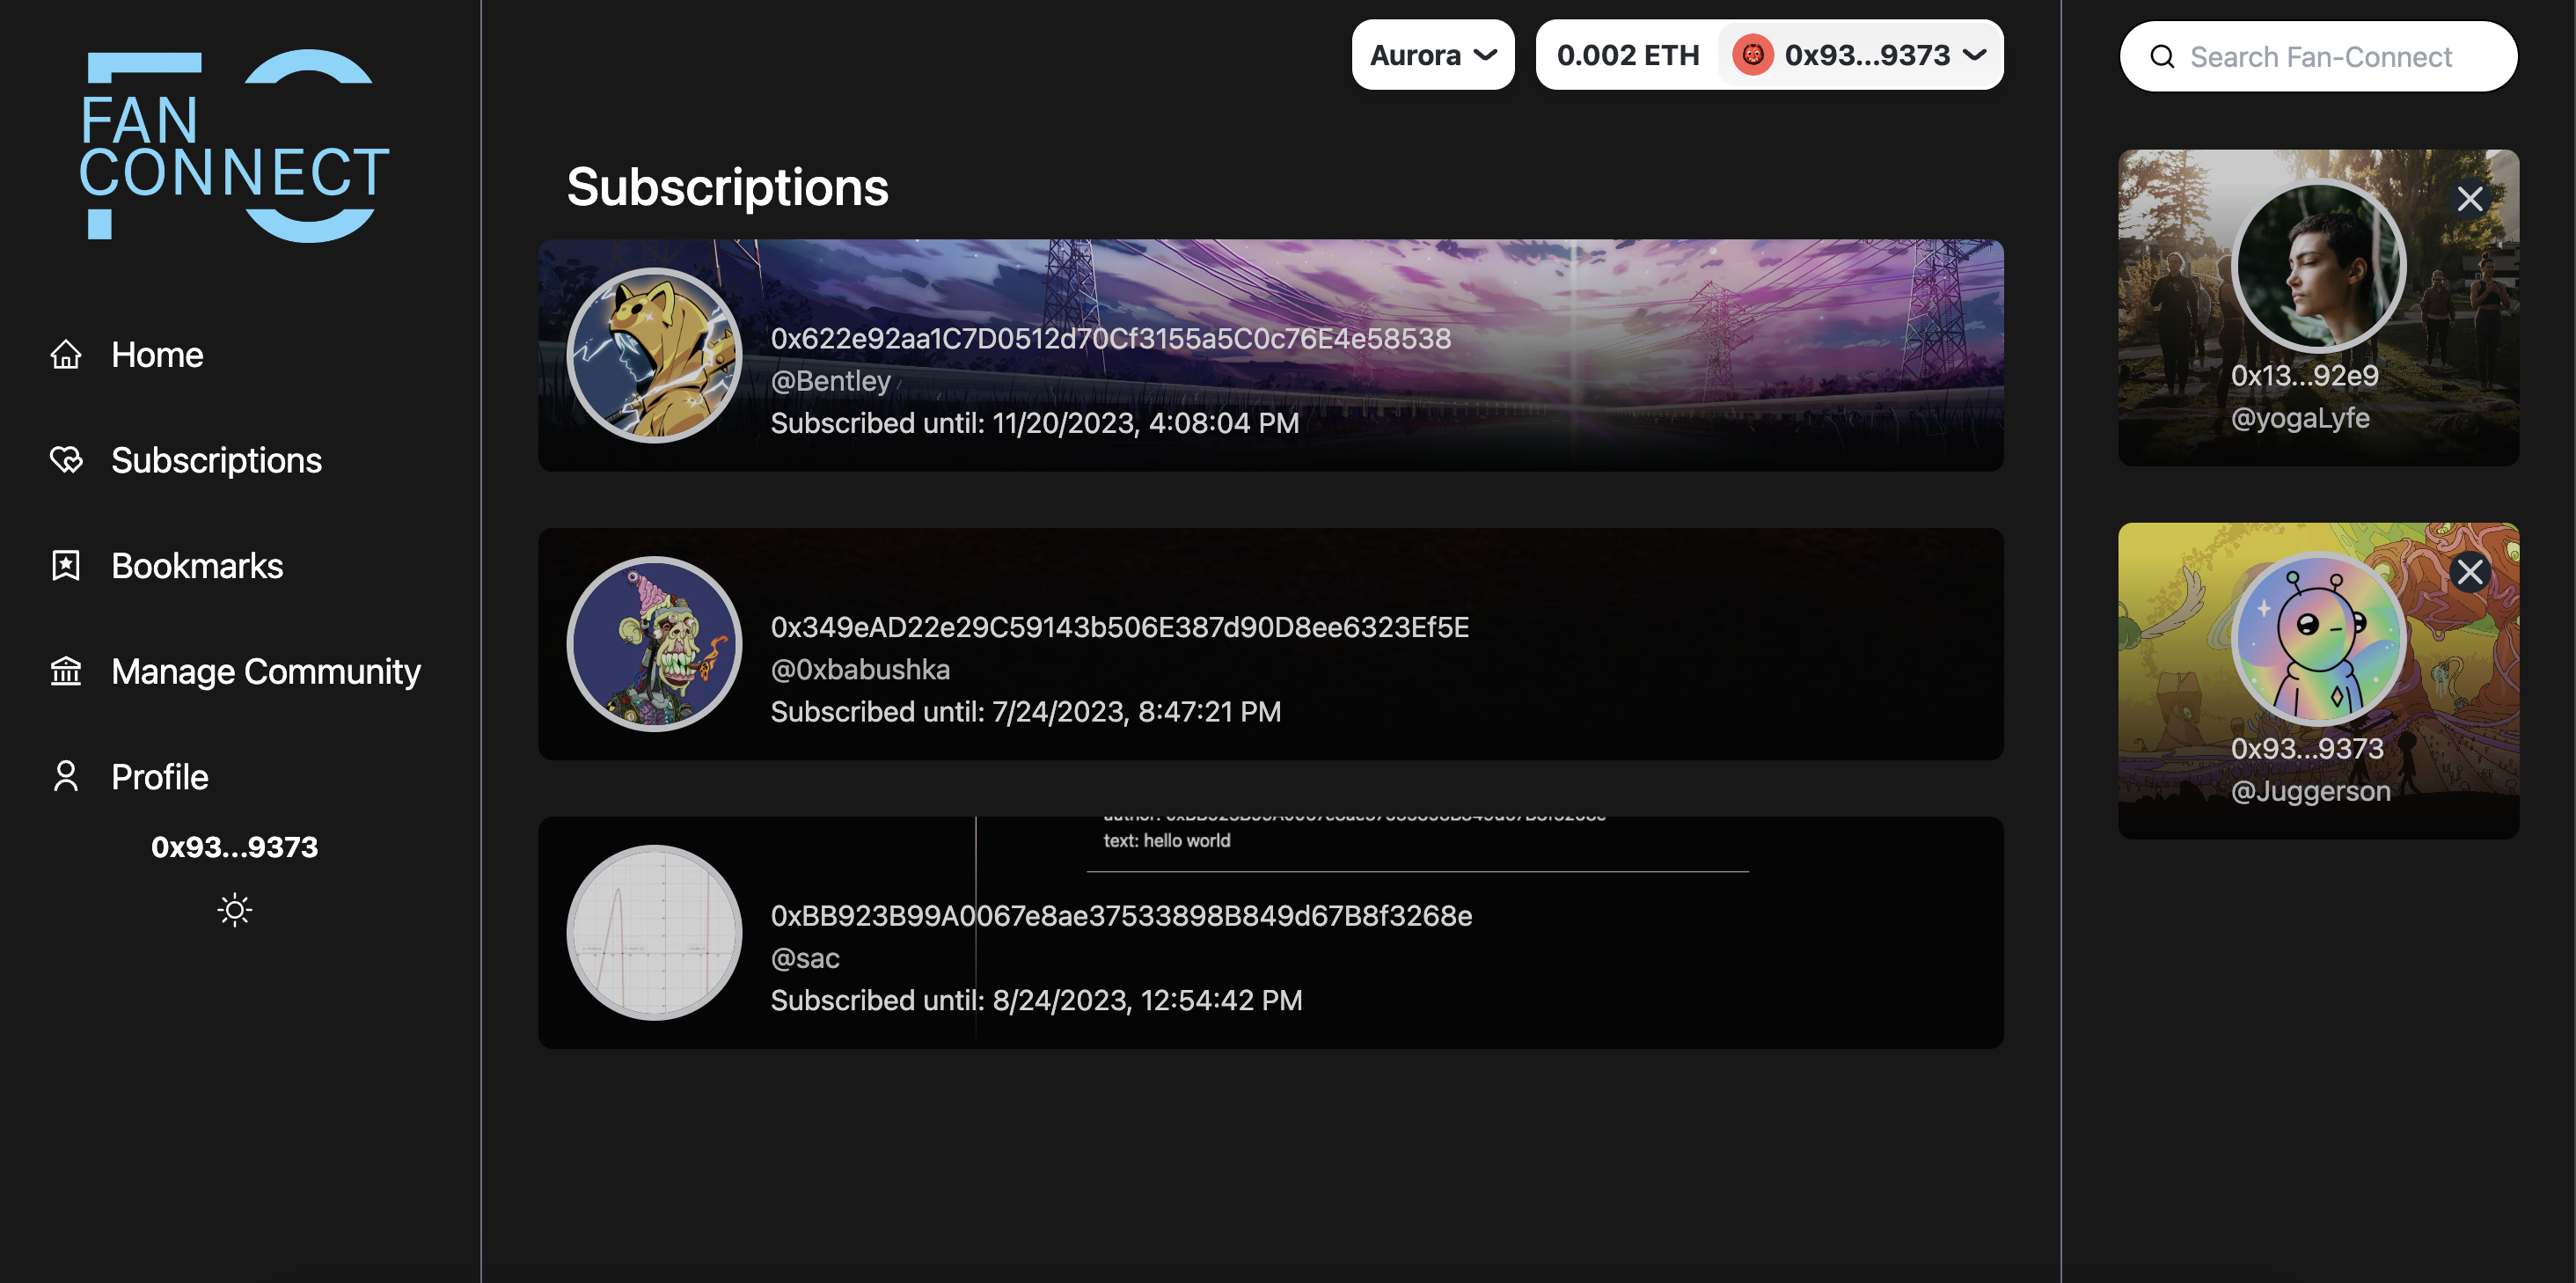 FAN
CONNECT
Home
Subscriptions
Bookmarks
Manage Community
Profile
0x93...9373
Aurora
0.002 ETH
0x93...9373
Subscriptions
0x622e92aa1C7D0512d70Cf3155a5C0c76E4e58538
@Bentley
Subscribed until: 11/20/2023, 4:08:04 PM
0x349eAD22e29C59143b506E387d90D8ee6323Ef5E
@0xbabushka
Subscribed until: 7/24/2023, 8:47:21 PM
text: hello world
0xBB923B99A0067e8ae37533898B849d67B8f3268e
@sac
Subscribed until: 8/24/2023, 12:54:42 PM
Search Fan-Connect
0x13...92e9
@yogaLyfe
0x93...9373
@Juggerson